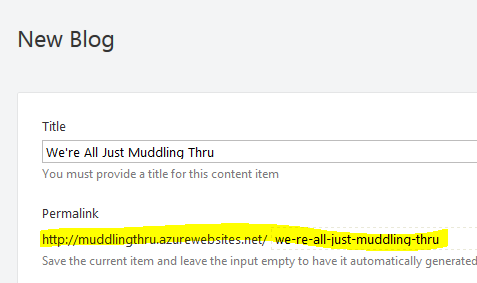 New Blog
Title
We're All Just Muddling Thru
You must provide a title for this content item
Permalink
http://muddlingthru.azurewebsites.net/ we-re-all-just-muddling-thru
Save the current item and leave the input empty to have it automatically generated